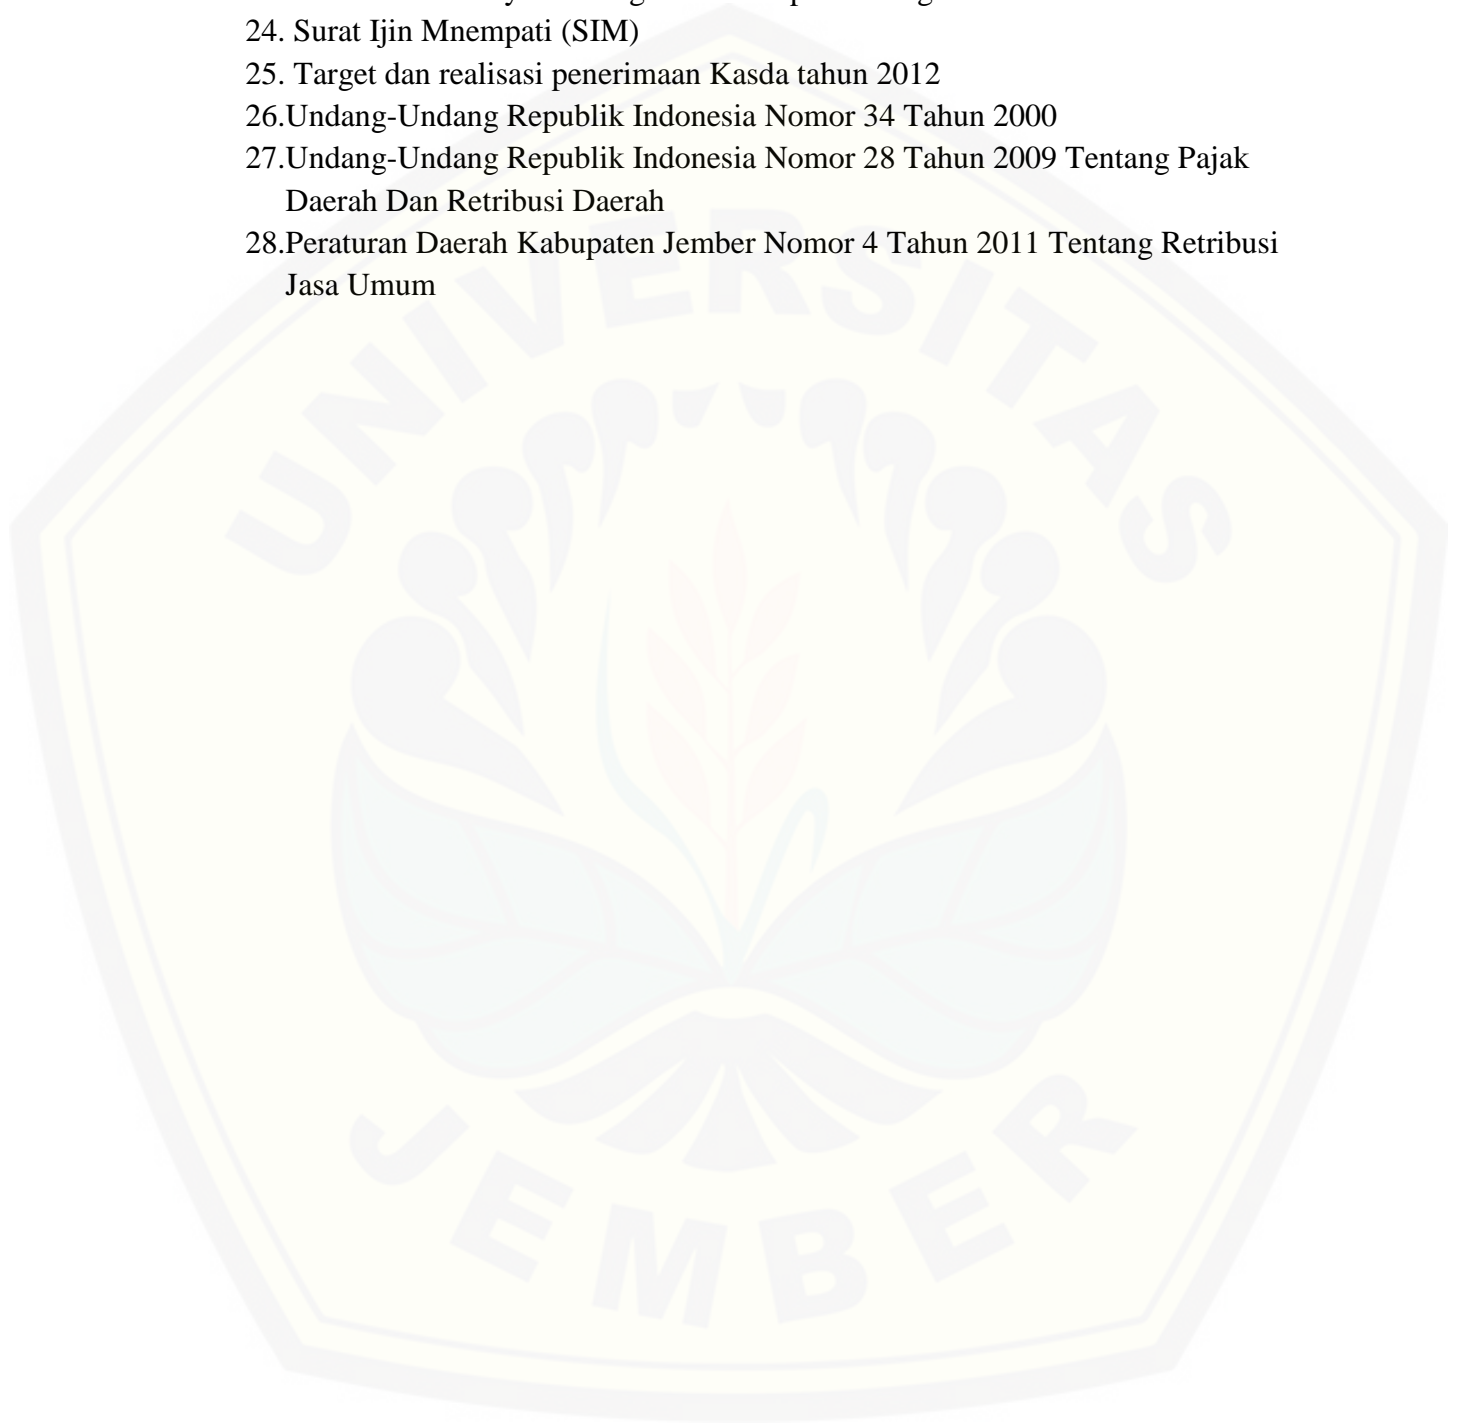 24. Surat Ijin Mnempati (SIM)
25. Target dan realisasi penerimaan Kasda tahun 2012
26.Undang-Undang Republik Indonesia Nomor 34 Tahun 2000
27.Undang-Undang Republik Indonesia Nomor 28 Tahun 2009 Tentang Pajak
Daerah Dan Retribusi Daerah
28.Peraturan Daerah Kabupaten Jember Nomor 4 Tahun 2011 Tentang Retribusi
Jasa Umum
UNIVERSITAS
JEMBER